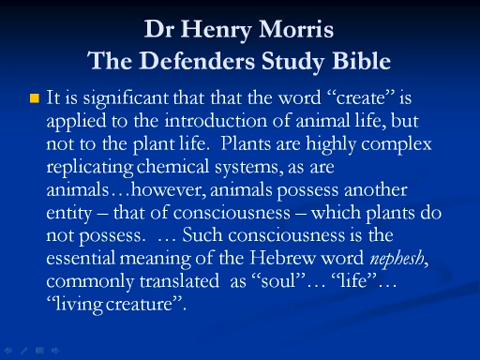 Dr Henry Morris
The Defenders Study Bible
It is significant that that the word “create” is
applied to the introduction of animal life, but
not to the plant life.  Plants are highly complex
replicating chemical systems, as are
animals…however, animals possess another
entity – that of consciousness – which plants do
not possess.  … Such consciousness is the
essential meaning of the Hebrew word nephesh,
commonly translated  as “soul”… “life”…
“living creature”.